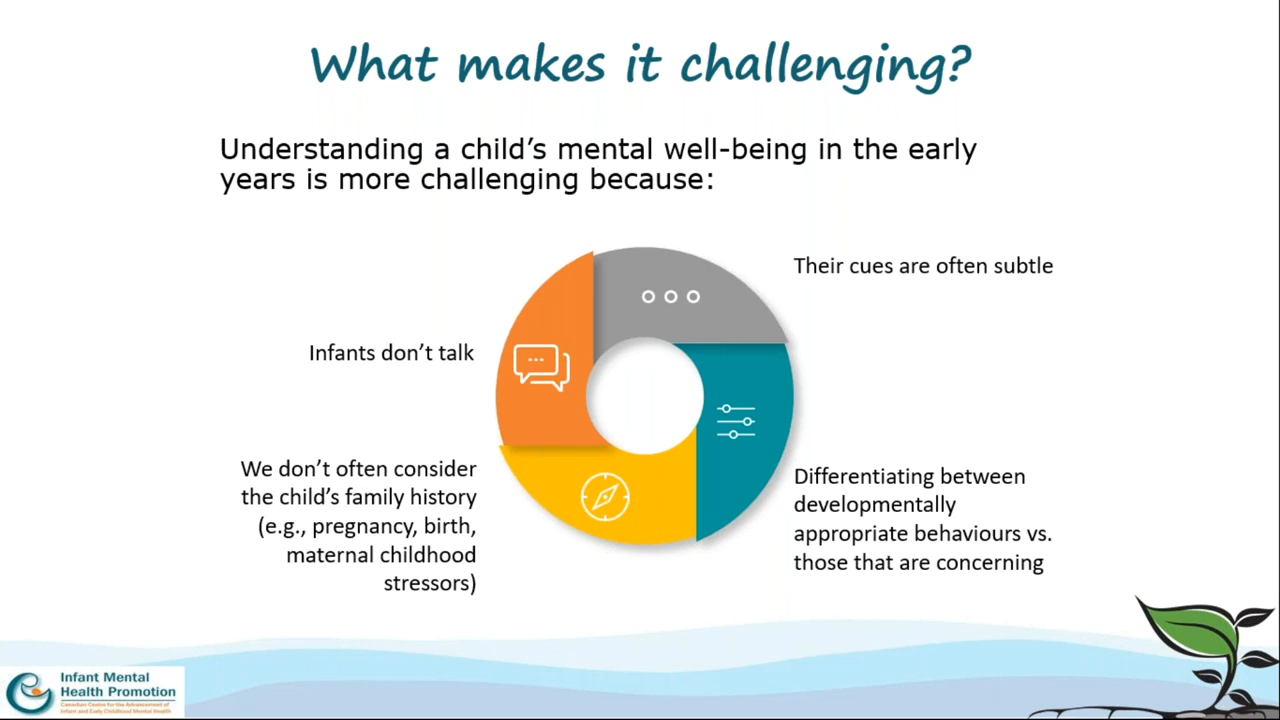 What makes it challenging?
Understanding a child’s mental well-being in the early
years is more challenging because:
Their cues are often subtle
Infants don’t talk
We don’t often consider
the child’s family history
(e.g., pregnancy, birth,
maternal childhood
stressors)
Differentiating between
developmentally
appropriate behaviours vs.
those that are concerning
Infant Mental
Health Promotion
Canadian Centre for the Advancement of
Infant and Early Childhood Mental Health